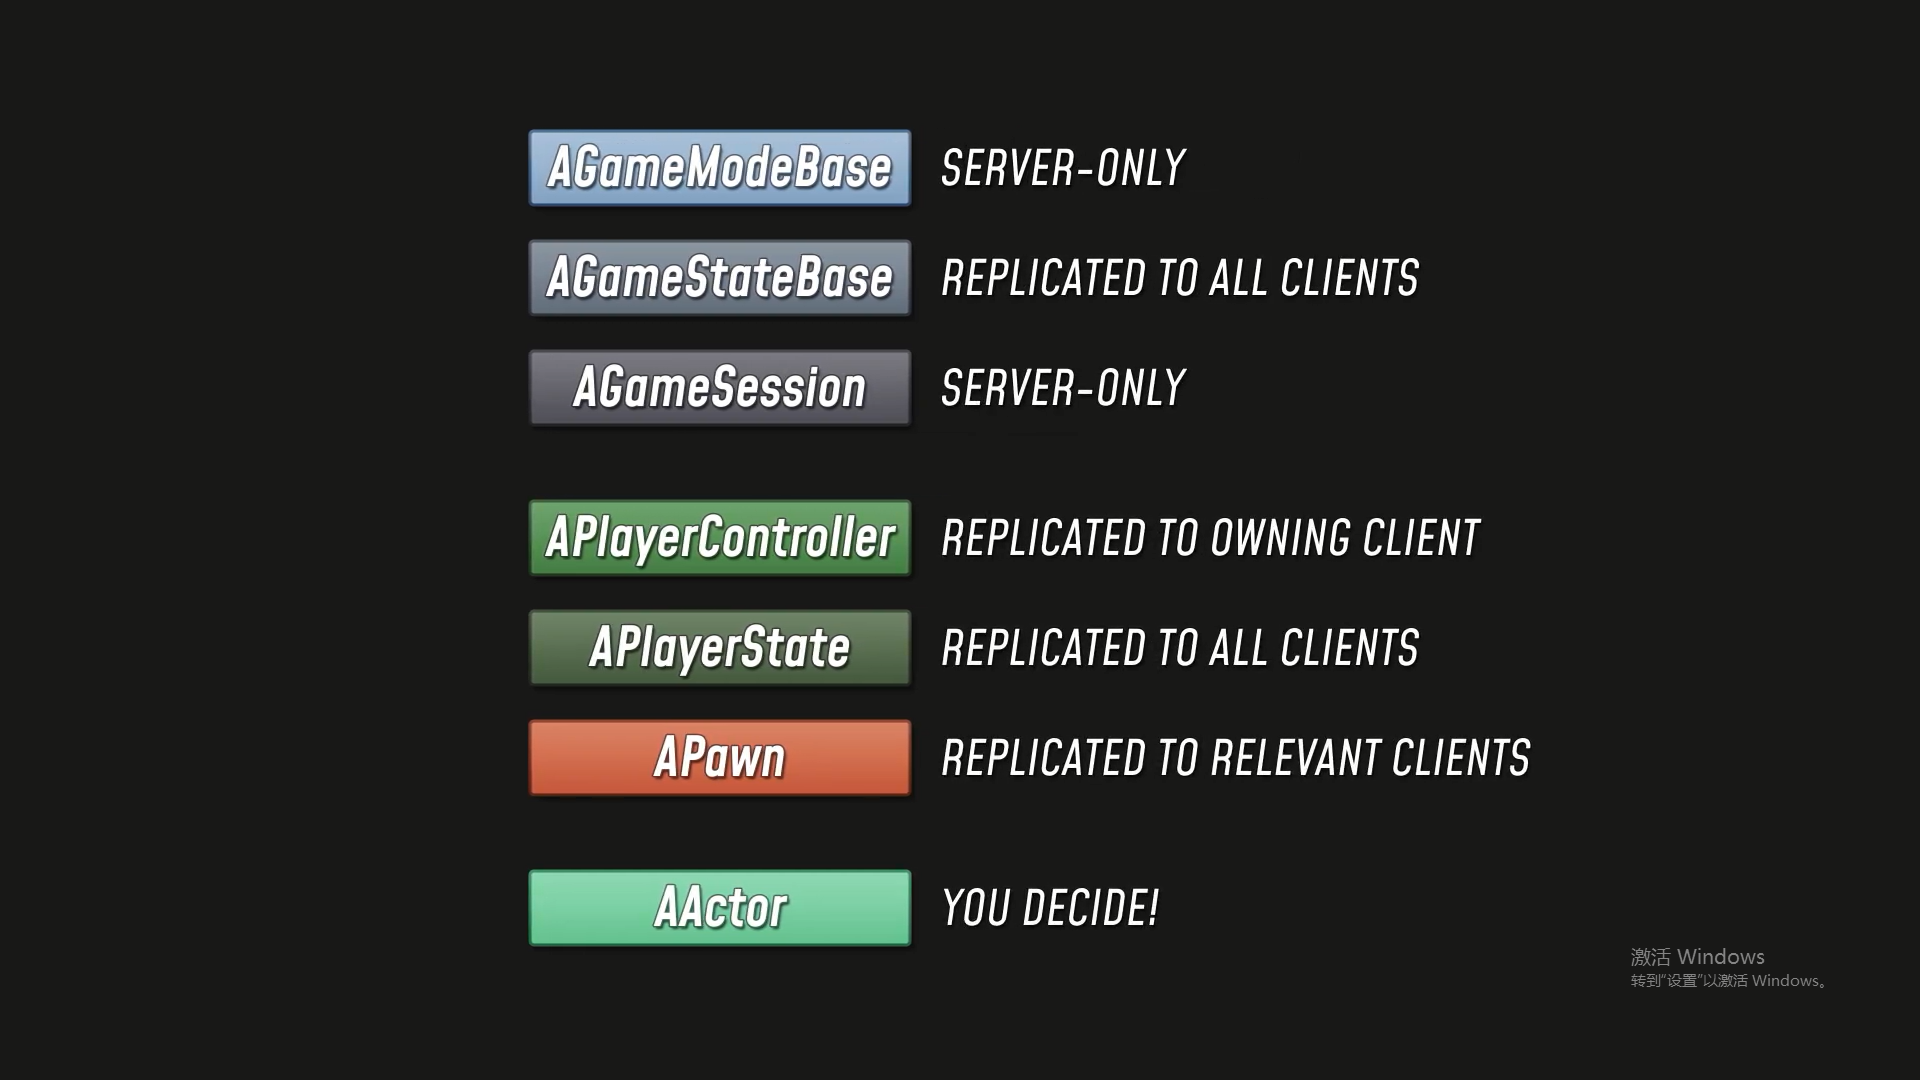 AGameModeBase SERVER-ONLY
AGameStateBase REPLICATED TO ALL CLIENTS
AGameSession SERVER-ONLY
APlayerController REPLICATED TO OWNING CLIENT
APlayerState REPLICATED TO ALL CLIENTS
APawn REPLICATED TO RELEVANT CLIENTS
AActor YOU DECIDE!
激活 Windows
转到“设置”以激活 Windows。